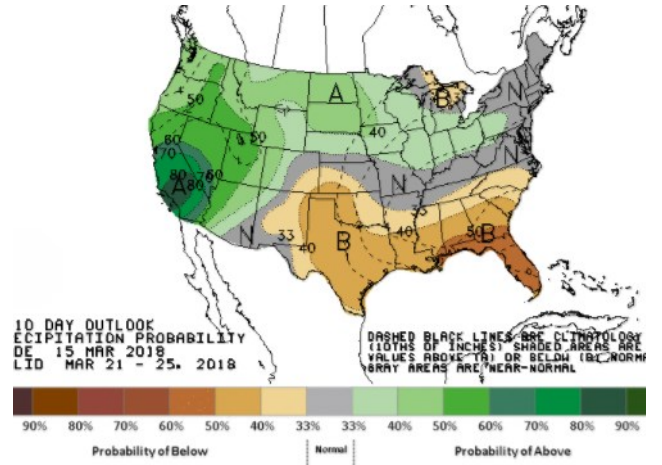 A
N
B
50
40
N
60
50
70
80
70
60
A
80
N
33
N
33
40
B
40
50
B
10 DAY OUTLOOK
ECIPITATION PROBABILITY
DE 15 MAR 2018
LID MAR 21 - 25, 2018
DASHED BLACK LINES ARE CLIMATOLOGY
(10THS OF INCHES) SHADED AREAS ARE
VALUES ABOVE (A) OR BELOW (B) NORMA
GRAY AREAS ARE NEAR-NORMAL
90% 80% 70% 60% 50% 40% 33% 33% 40% 50% 60% 70% 80% 90%
Probability of Below Normal Probability of Above